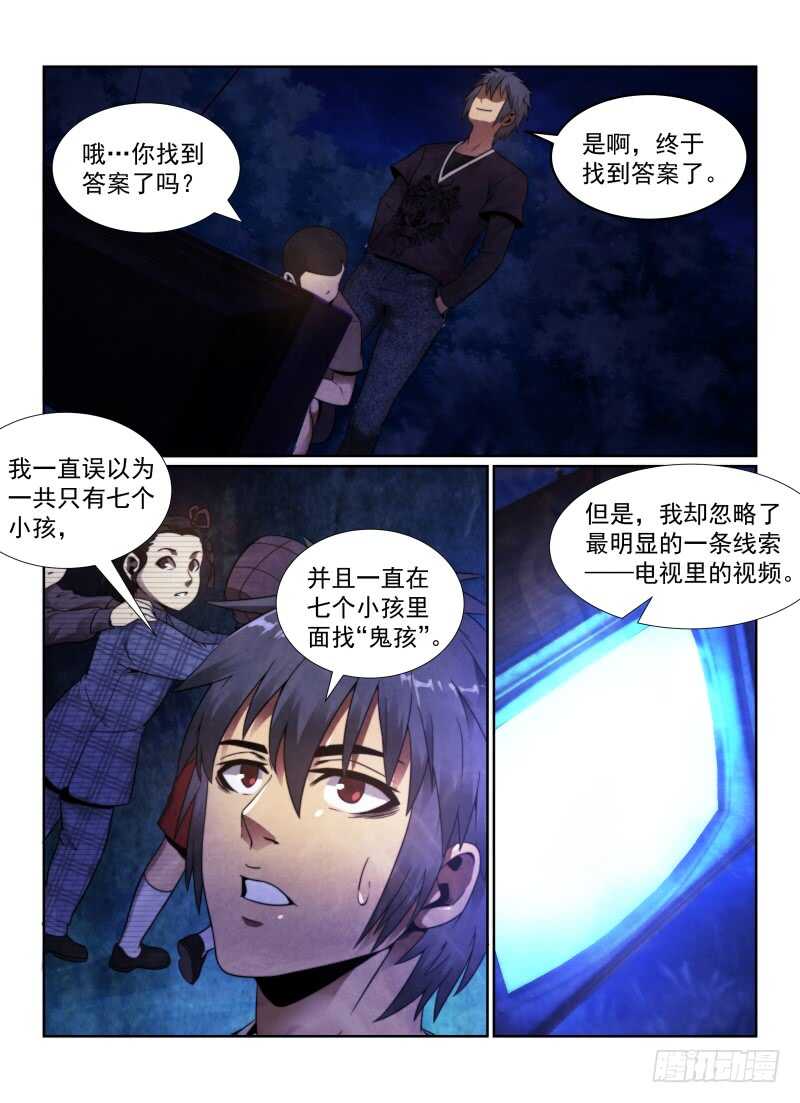 哦…你找到
答案了吗？
是啊，终于
找到答案了。
我一直误以为
一共只有七个
小孩，
并且一直在
七个小孩里
面找“鬼孩”。
但是，我却忽略了
最明显的一条线索
——电视里的视频。
腾讯动漫